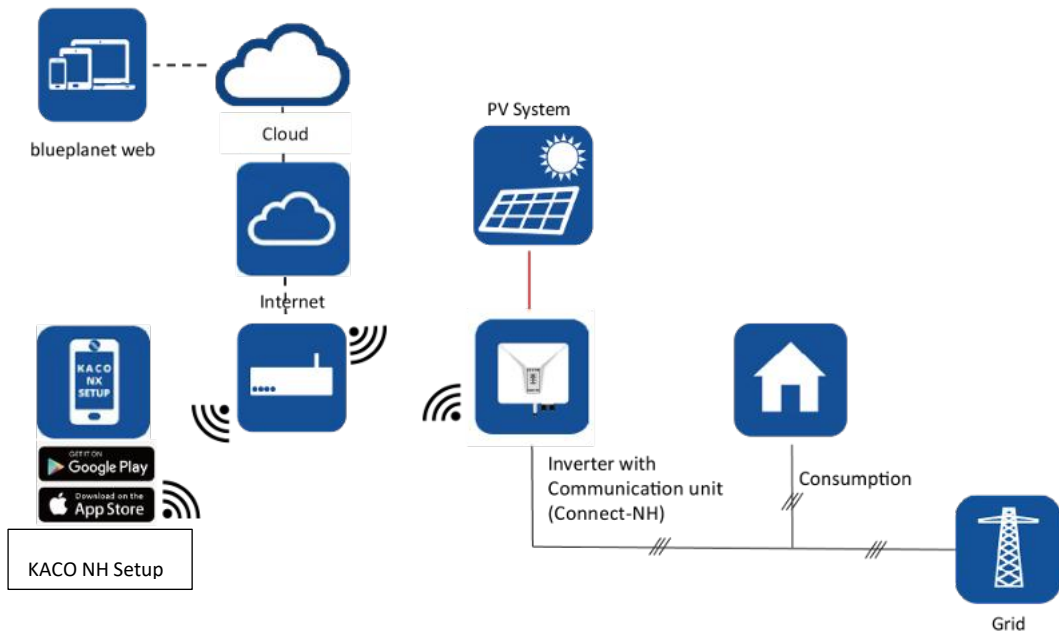 blueplanet web
Cloud
PV System
Internet
KACO
NX
SETUP
GET IT ON
Google Play
Download on the
App Store
KACO NH Setup
Inverter with
Communication unit
(Connect-NH)
Consumption
Grid